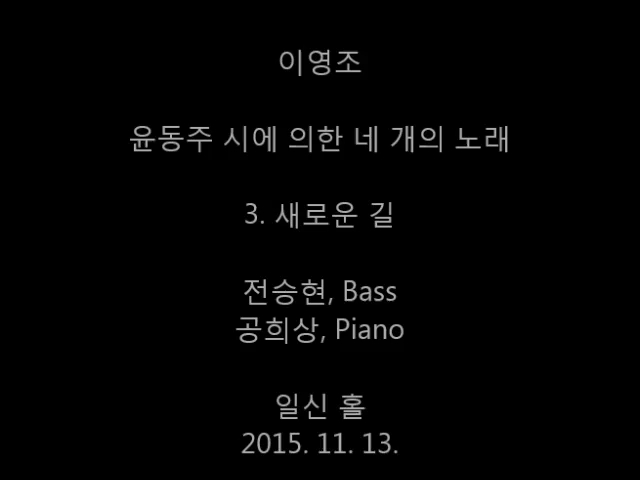 이영조
윤동주 시에 의한 네 개의 노래
3. 새로운 길
전승현, Bass
공희상, Piano
일신 홀
2015. 11. 13.